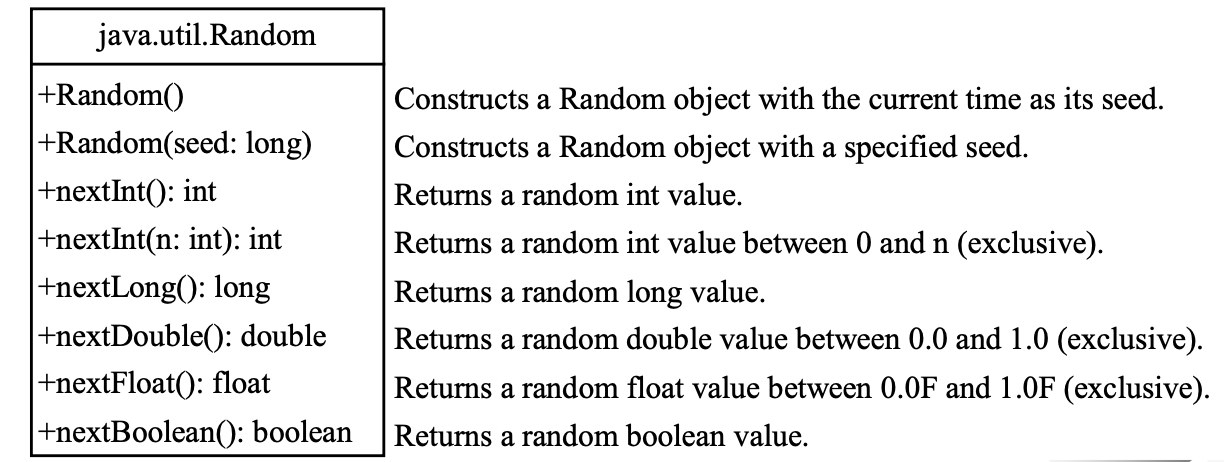 java.util.Random
+Random() Constructs a Random object with the current time as its seed.
+Random(seed: long) Constructs a Random object with a specified seed.
+nextInt(): int Returns a random int value.
+nextInt(n: int): int Returns a random int value between 0 and n (exclusive).
+nextLong(): long Returns a random long value.
+nextDouble(): double Returns a random double value between 0.0 and 1.0 (exclusive).
+nextFloat(): float Returns a random float value between 0.0F and 1.0F (exclusive).
+nextBoolean(): boolean Returns a random boolean value.